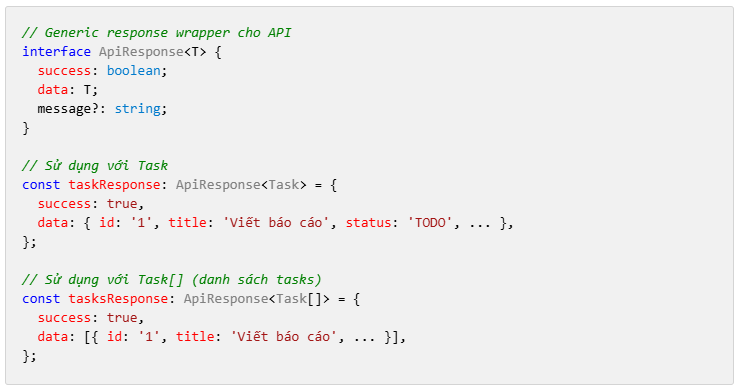 // Generic response wrapper cho API
interface ApiResponse<T> {
  success: boolean;
  data: T;
  message?: string;
}

// Sử dụng với Task
const taskResponse: ApiResponse<Task> = {
  success: true,
  data: { id: '1', title: 'Viết báo cáo', status: 'TODO', ... },
};

// Sử dụng với Task[] (danh sách tasks)
const tasksResponse: ApiResponse<Task[]> = {
  success: true,
  data: [{ id: '1', title: 'Viết báo cáo', ... }],
};